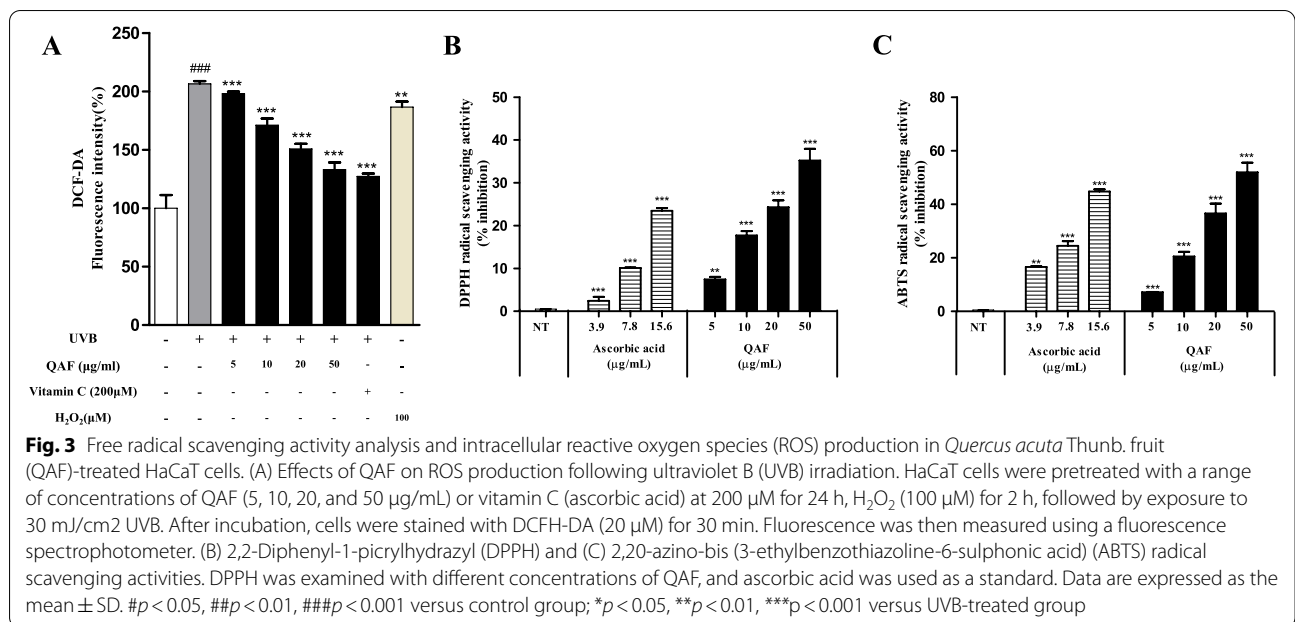 A
250
200
150
100
50
0
DCF-DA
Fluorescence intensity(%)
###
***
***
***
***
***
**
UVB - + + + + + + -
QAF (µg/ml) - - 5 10 20 50 - -
Vitamin C (200µM) - - - - - - + -
H₂O₂(µM) - - - - - - - 100
B
50
40
30
20
10
0
DPPH radical scavenging activity
(% inhibition)
***
***
***
**
***
***
***
NT 3.9 7.8 15.6 5 10 20 50
Ascorbic acid QAF
(µg/mL) (µg/mL)
C
80
60
40
20
0
ABTS radical scavenging activity
(% inhibition)
**
***
***
***
***
***
***
NT 3.9 7.8 15.6 5 10 20 50
Ascorbic acid QAF
(µg/mL) (µg/mL)
Fig. 3 Free radical scavenging activity analysis and intracellular reactive oxygen species (ROS) production in Quercus acuta Thunb. fruit
(QAF)-treated HaCaT cells. (A) Effects of QAF on ROS production following ultraviolet B (UVB) irradiation. HaCaT cells were pretreated with a range
of concentrations of QAF (5, 10, 20, and 50 µg/mL) or vitamin C (ascorbic acid) at 200 µM for 24 h, H₂O₂ (100 µM) for 2 h, followed by exposure to
30 mJ/cm2 UVB. After incubation, cells were stained with DCFH-DA (20 µM) for 30 min. Fluorescence was then measured using a fluorescence
spectrophotometer. (B) 2,2-Diphenyl-1-picrylhydrazyl (DPPH) and (C) 2,20-azino-bis (3-ethylbenzothiazoline-6-sulphonic acid) (ABTS) radical
scavenging activities. DPPH was examined with different concentrations of QAF, and ascorbic acid was used as a standard. Data are expressed as the
mean ± SD. #p < 0.05, ##p < 0.01, ###p < 0.001 versus control group; *p < 0.05, **p < 0.01, ***p < 0.001 versus UVB-treated group